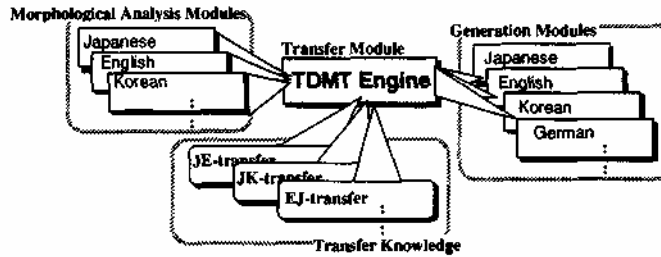 Morphological Analysis Modules
Japanese
English
Korean
Transfer Module
TDMT Engine
Generation Modules
Japanese
English
Korean
German
JE-transfer
JK-transfer
EJ-transfer
Transfer Knowledge